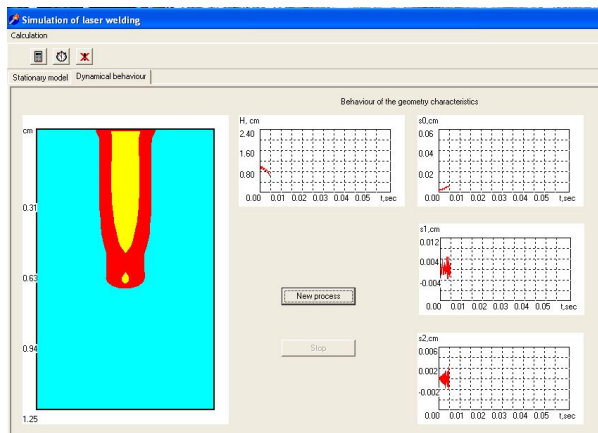 Simulation of laser welding
Calculation
Stationary model
Dynamical behaviour
Behaviour of the geometry characteristics
cm
0.31
0.63
0.94
1.25
H, cm
2.40
1.60
0.80
0.00 0.01 0.02 0.03 0.04 0.05 t,sec
s0,cm
0.06
0.04
0.02
0.00 0.01 0.02 0.03 0.04 0.05 t,sec
s1,cm
0.012
0.004
-0.004
0.00 0.01 0.02 0.03 0.04 0.05 t,sec
New process
Stop
s2,cm
0.006
0.002
-0.002
0.00 0.01 0.02 0.03 0.04 0.05 t,sec